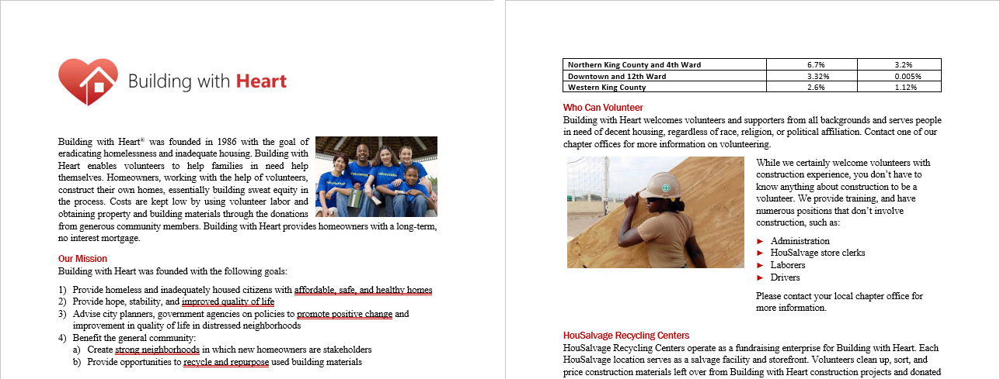 Building with Heart
Building with Heart® was founded in 1986 with the goal of
eradicating homelessness and inadequate housing. Building with
Heart enables volunteers to help families in need help
themselves. Homeowners, working with the help of volunteers,
construct their own homes, essentially building sweat equity in
the process. Costs are kept low by using volunteer labor and
obtaining property and building materials through the donations
from generous community members. Building with Heart provides homeowners with a long-term,
no interest mortgage.
Our Mission
Building with Heart was founded with the following goals:
1) Provide homeless and inadequately housed citizens with affordable, safe, and healthy homes
2) Provide hope, stability, and improved quality of life
3) Advise city planners, government agencies on policies to promote positive change and
improvement in quality of life in distressed neighborhoods
4) Benefit the general community:
a) Create strong neighborhoods in which new homeowners are stakeholders
b) Provide opportunities to recycle and repurpose used building materials
Northern King County and 4th Ward 6.7% 3.2%
Downtown and 12th Ward 3.32% 0.005%
Western King County 2.6% 1.12%
Who Can Volunteer
Building with Heart welcomes volunteers and supporters from all backgrounds and serves people
in need of decent housing, regardless of race, religion, or political affiliation. Contact one of our
chapter offices for more information on volunteering.
While we certainly welcome volunteers with
construction experience, you don't have to
know anything about construction to be a
volunteer. We provide training, and have
numerous positions that don't involve
construction, such as:
► Administration
► HouSalvage store clerks
► Laborers
► Drivers
Please contact your local chapter office for
more information.
HouSalvage Recycling Centers
HouSalvage Recycling Centers operate as a fundraising enterprise for Building with Heart. Each
HouSalvage location serves as a salvage facility and storefront. Volunteers clean up, sort, and
price construction materials left over from Building with Heart construction projects and donated